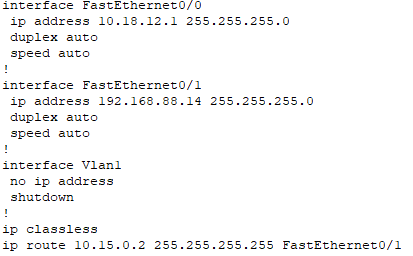 interface FastEthernet0/0
 ip address 10.18.12.1 255.255.255.0
 duplex auto
 speed auto
!
interface FastEthernet0/1
 ip address 192.168.88.14 255.255.255.0
 duplex auto
 speed auto
!
interface Vlan1
 no ip address
 shutdown
!
ip classless
ip route 10.15.0.2 255.255.255.255 FastEthernet0/1